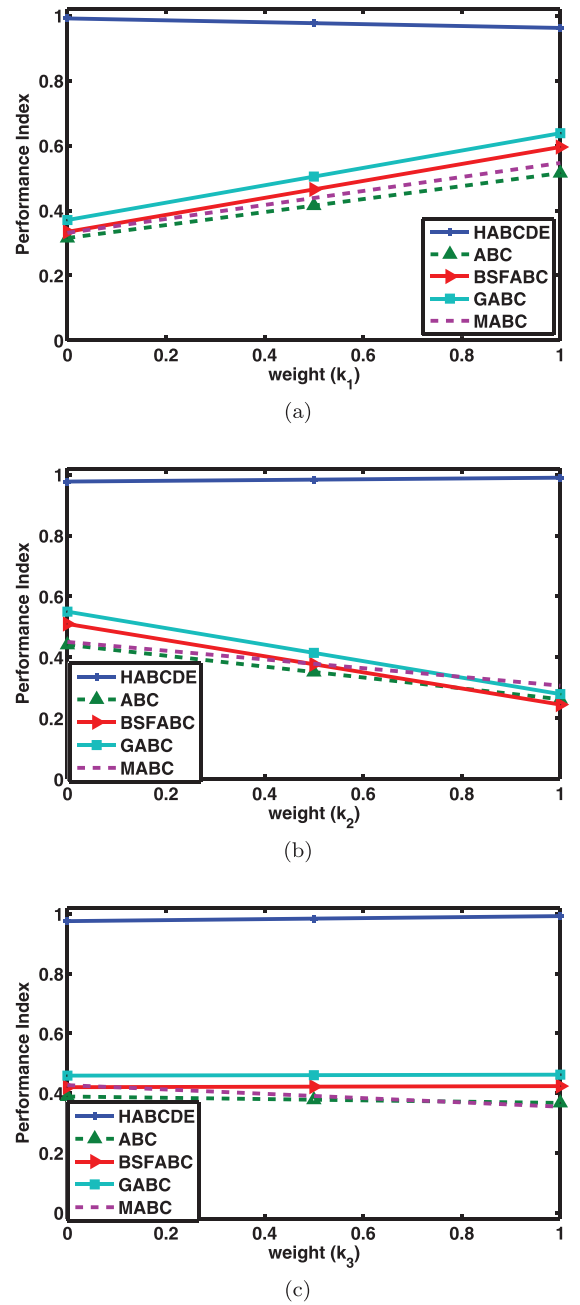 1
0.8
0.6
0.4
0.2
0
Performance Index
HABCDE
ABC
BSFABC
GABC
MABC
0 0.2 0.4 0.6 0.8 1
weight (k1)
(a)
1
0.8
0.6
0.4
0.2
0
Performance Index
HABCDE
ABC
BSFABC
GABC
MABC
0 0.2 0.4 0.6 0.8 1
weight (k2)
(b)
1
0.8
0.6
0.4
0.2
0
Performance Index
HABCDE
ABC
BSFABC
GABC
MABC
0 0.2 0.4 0.6 0.8 1
weight (k3)
(c)